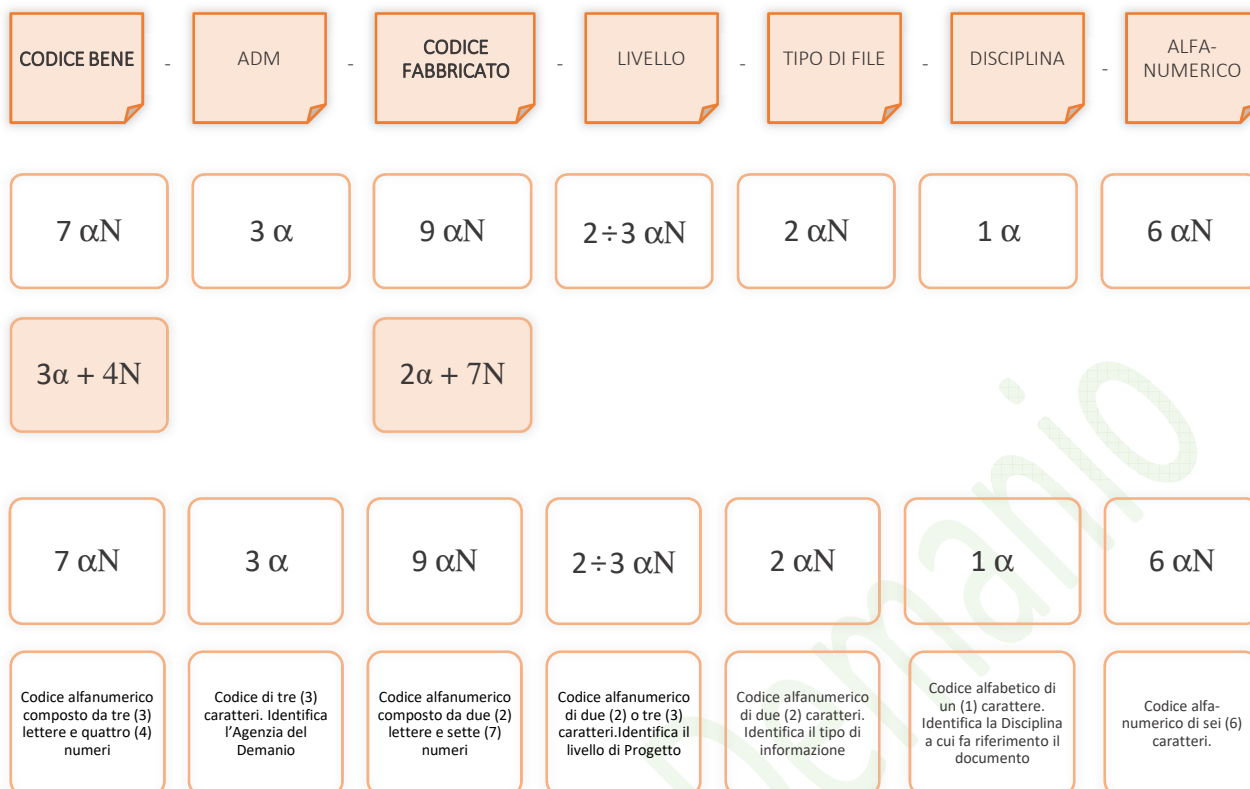 CODICE BENE - ADM - CODICE FABBRICATO - LIVELLO - TIPO DI FILE - DISCIPLINA - ALFA-NUMERICO
7 αN
3 α
9 αN
2÷3 αN
2 αN
1 α
6 αN
3α + 4N
2α + 7N
7 αN
3 α
9 αN
2÷3 αN
2 αN
1 α
6 αN
Codice alfanumerico
composto da tre (3)
lettere e quattro (4)
numeri
Codice di tre (3)
caratteri. Identifica
l'Agenzia del
Demanio
Codice alfanumerico
composto da due (2)
lettere e sette (7)
numeri
Codice alfanumerico
di due (2) o tre (3)
caratteri.Identifica il
livello di Progetto
Codice alfanumerico
di due (2) caratteri.
Identifica il tipo di
informazione
Codice alfabetico di
un (1) carattere.
Identifica la Disciplina
a cui fa riferimento il
documento
Codice alfa-
numerico di sei (6)
caratteri.
Demanio